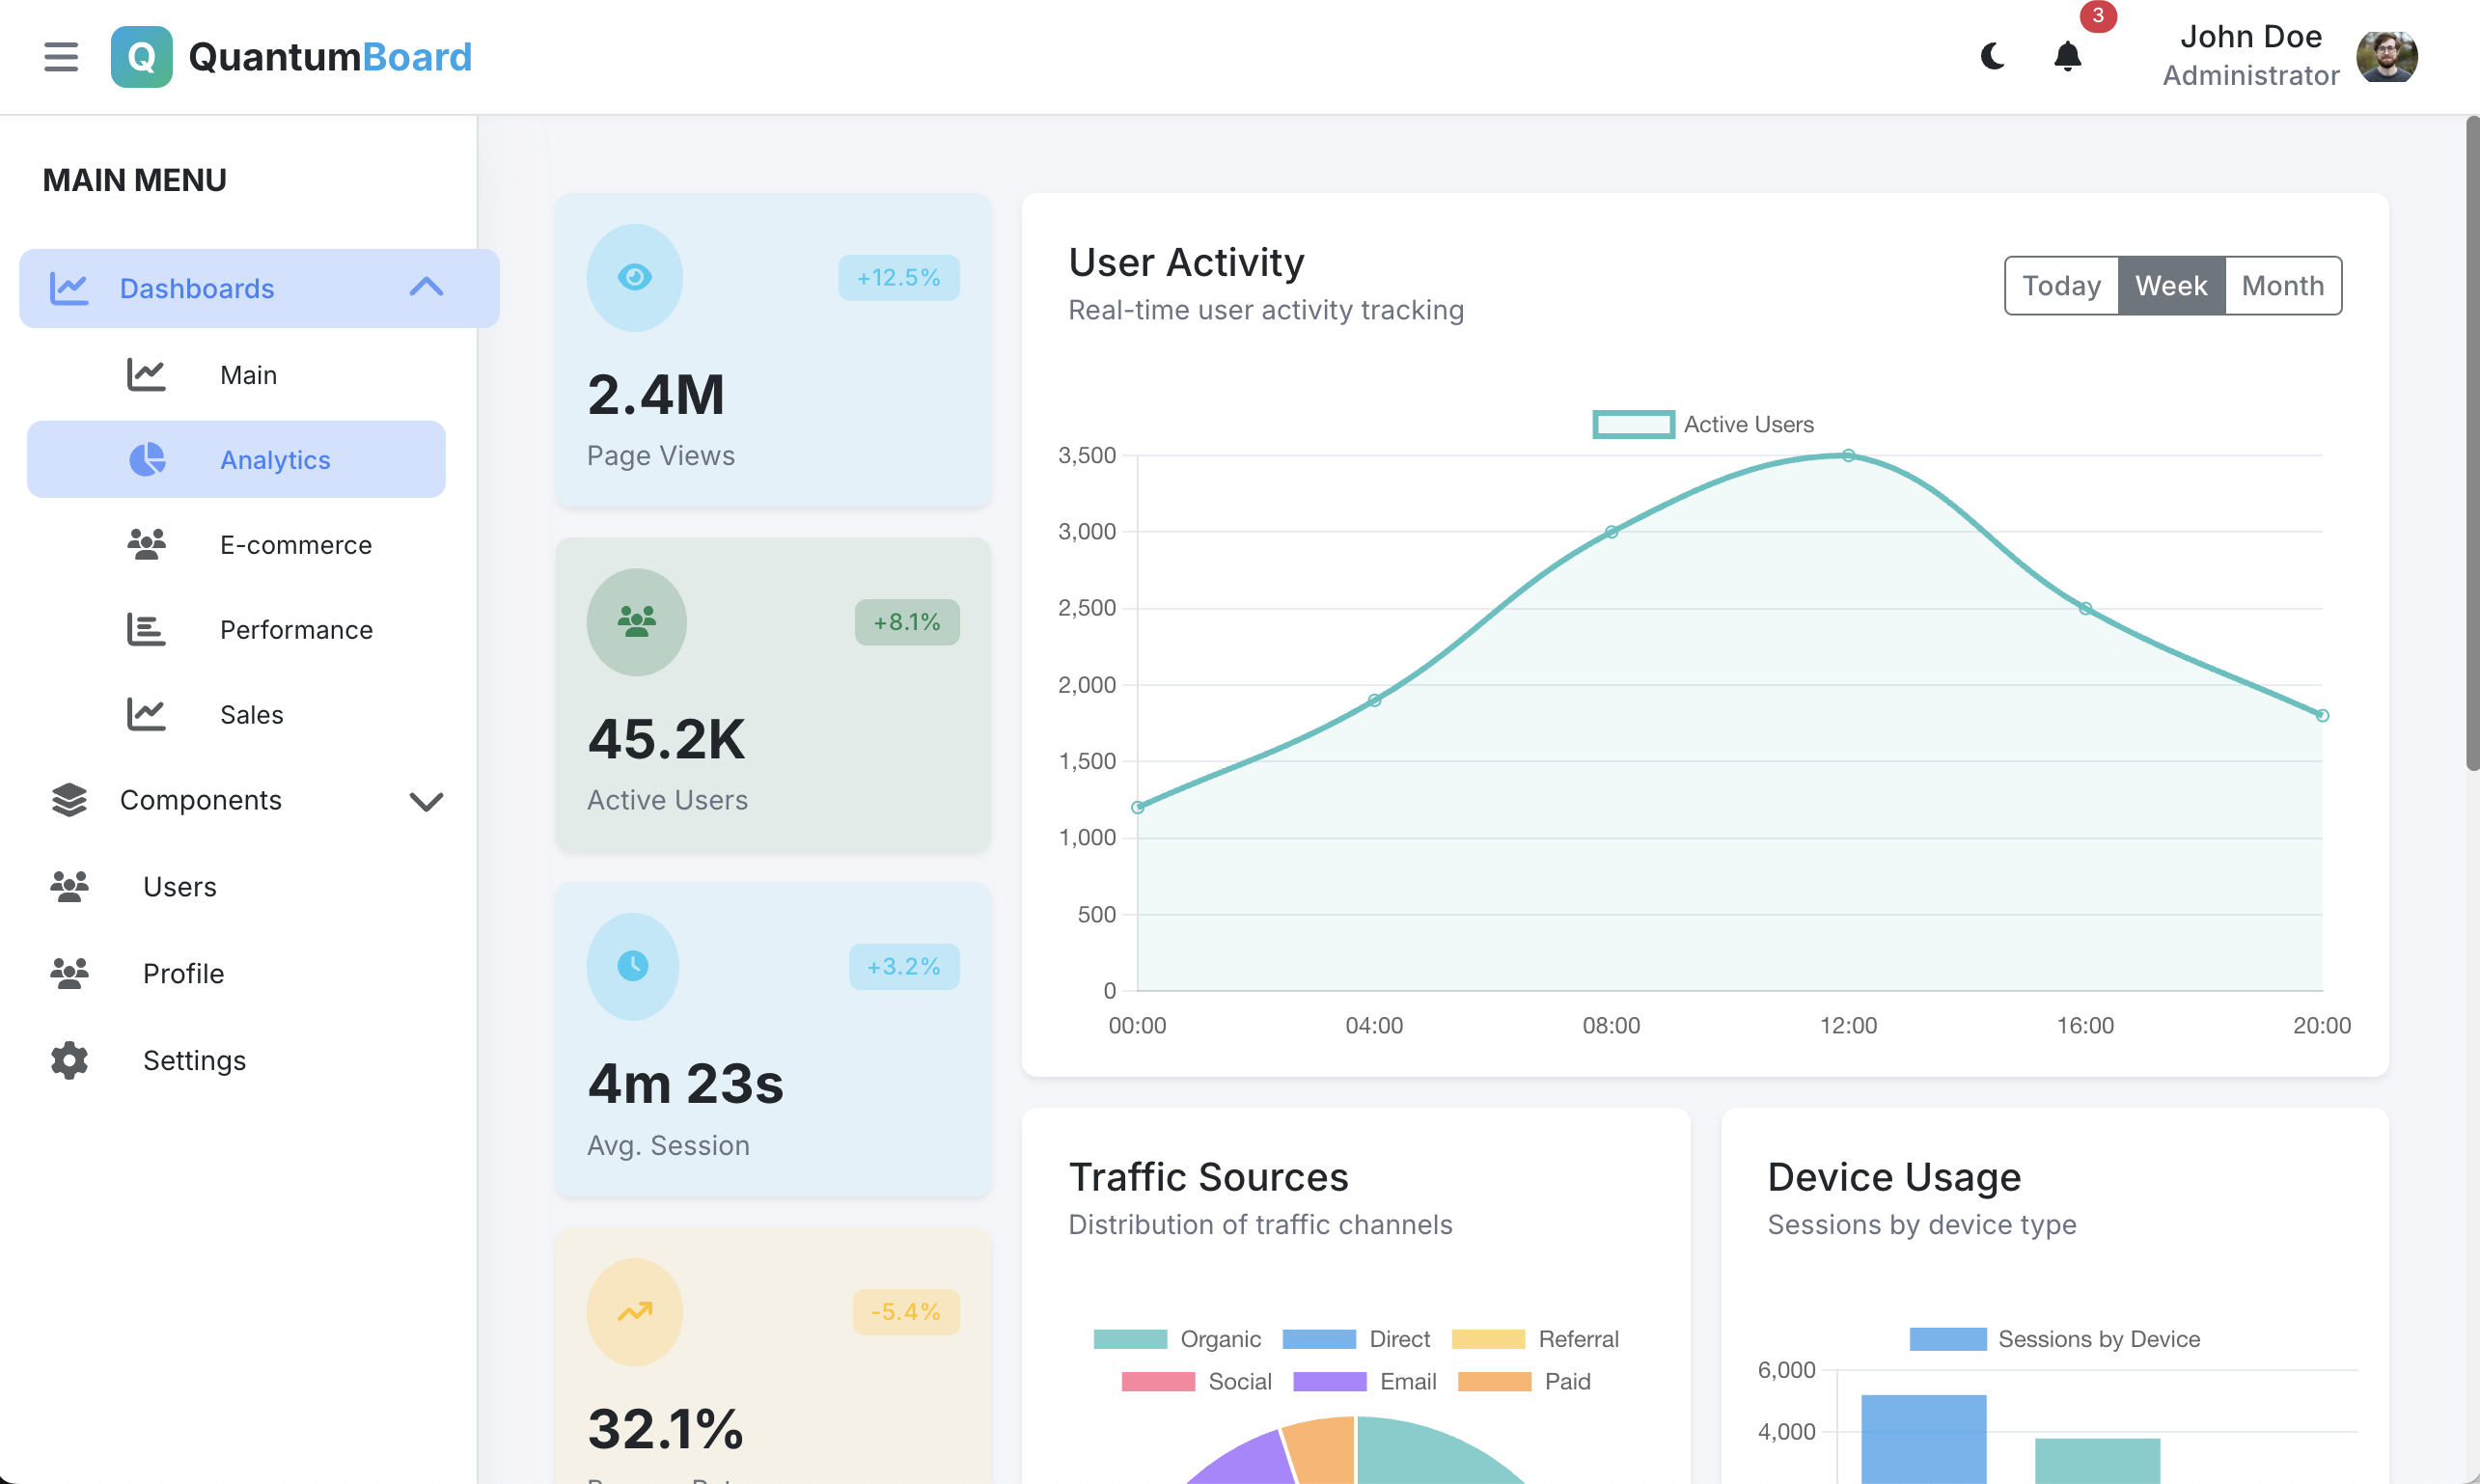 Q QuantumBoard
3
John Doe
Administrator
MAIN MENU
Dashboards
Main
Analytics
E-commerce
Performance
Sales
Components
Users
Profile
Settings
+12.5%
2.4M
Page Views
+8.1%
45.2K
Active Users
+3.2%
4m 23s
Avg. Session
-5.4%
32.1%
User Activity
Real-time user activity tracking
Today Week Month
Active Users
3,500
3,000
2,500
2,000
1,500
1,000
500
0
00:00 04:00 08:00 12:00 16:00 20:00
Traffic Sources
Distribution of traffic channels
Organic Direct Referral
Social Email Paid
Device Usage
Sessions by device type
Sessions by Device
6,000
4,000